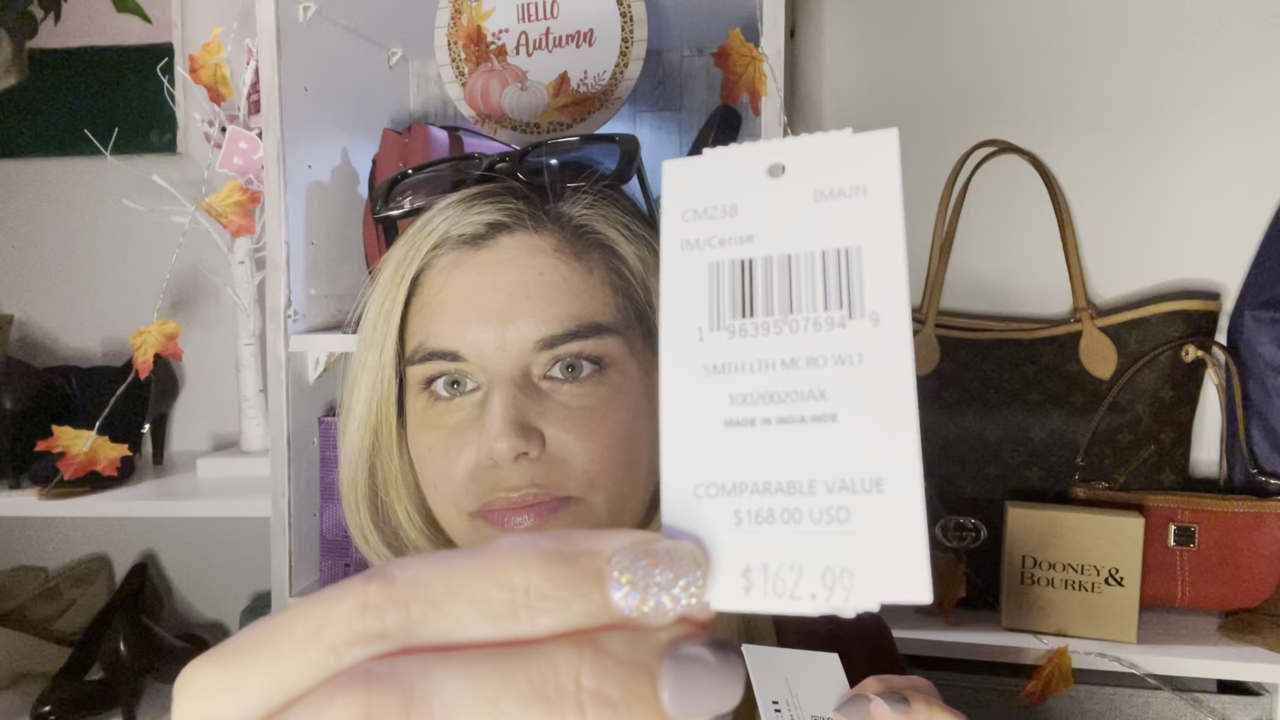 HELLO
Autumn
B
CM238 IMAJN
IM/Cerise
1 96395 07694 9
SMTH LTH MCRO WLT
10020020JAX
MADE IN INDIA/INDE
COMPARABLE VALUE
$168.00 USD
$162.99
DOONEY&
BOURKE